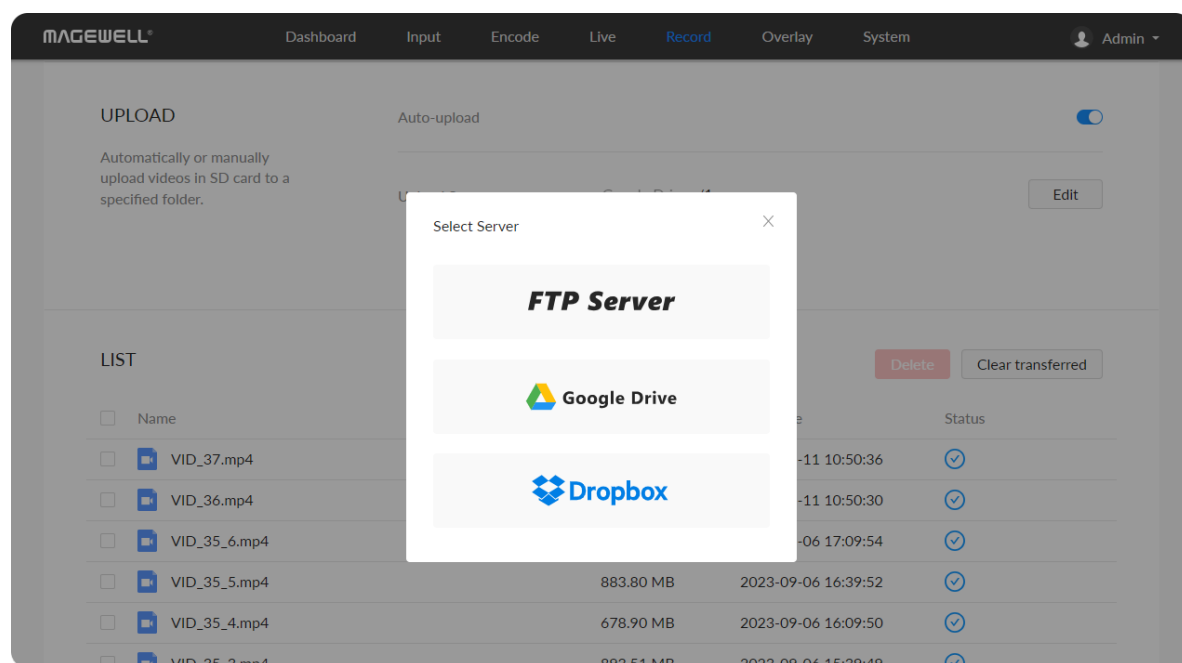 MAGEWELL®
Dashboard Input Encode Live Record Overlay System Admin
UPLOAD
Auto-upload
Automatically or manually
upload videos in SD card to a
specified folder.
Edit
Select Server
FTP Server
Google Drive
Dropbox
LIST
Delete Clear transferred
Name Status
VID_37.mp4 -11 10:50:36
VID_36.mp4 -11 10:50:30
VID_35_6.mp4 -06 17:09:54
VID_35_5.mp4 883.80 MB 2023-09-06 16:39:52
VID_35_4.mp4 678.90 MB 2023-09-06 16:09:50